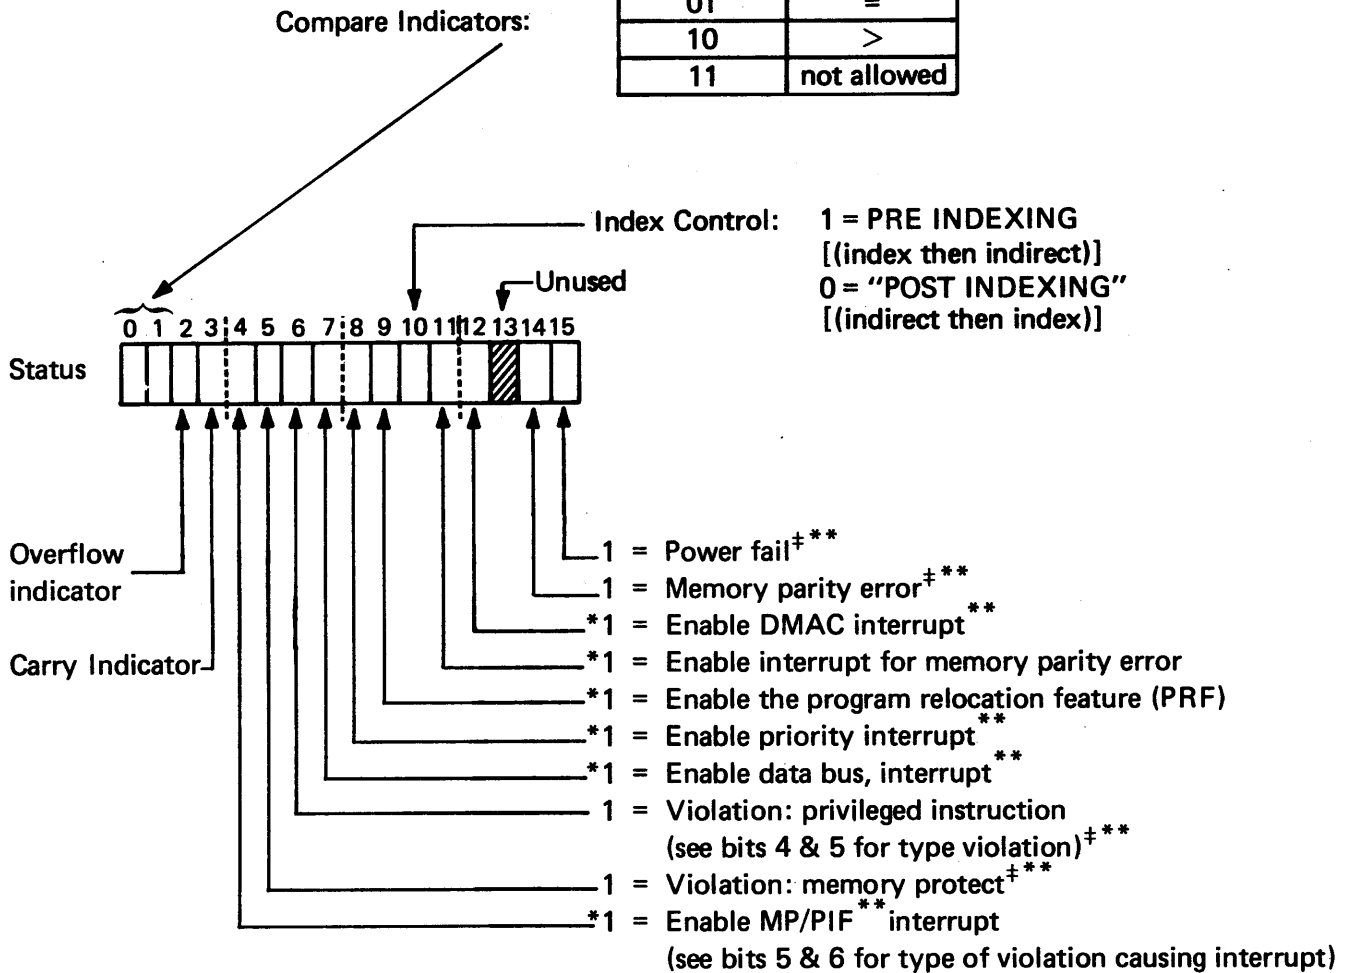 Compare Indicators:
01 =
10 >
11 not allowed
Index Control: 1 = PRE INDEXING
[(index then indirect)]
Unused
0 = “POST INDEXING”
[(indirect then index)]
0 1 2 3 4 5 6 7 8 9 10 11 12 13 14 15
Status
Overflow
indicator
Carry Indicator
1 = Power fail‡**
1 = Memory parity error‡**
*1 = Enable DMAC interrupt**
*1 = Enable interrupt for memory parity error
*1 = Enable the program relocation feature (PRF)
*1 = Enable priority interrupt**
*1 = Enable data bus, interrupt**
1 = Violation: privileged instruction
(see bits 4 & 5 for type violation)‡**
1 = Violation: memory protect‡**
*1 = Enable MP/PIF** interrupt
(see bits 5 & 6 for type of violation causing interrupt)